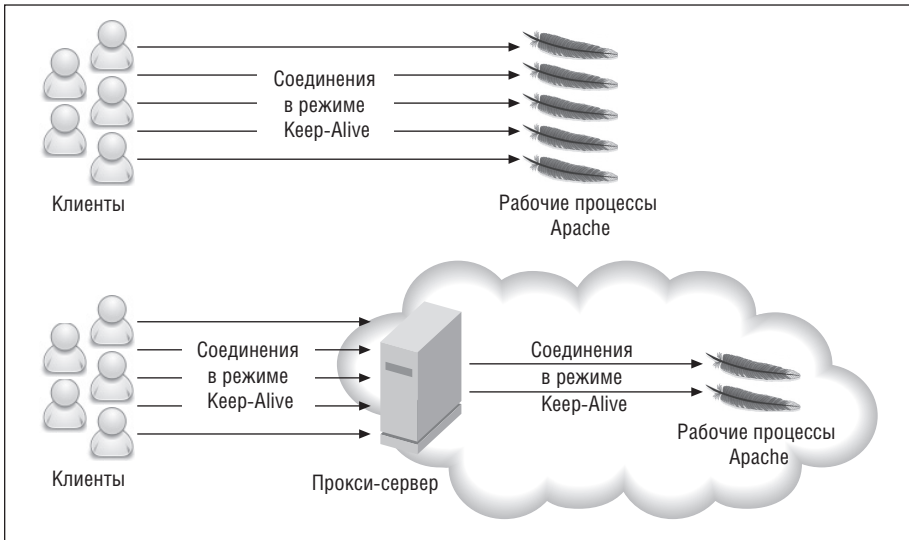 Соединения
в режиме
Keep-Alive
Клиенты
Рабочие процессы
Apache
Соединения
в режиме
Keep-Alive
Соединения
в режиме
Keep-Alive
Клиенты
Прокси-сервер
Рабочие процессы
Apache